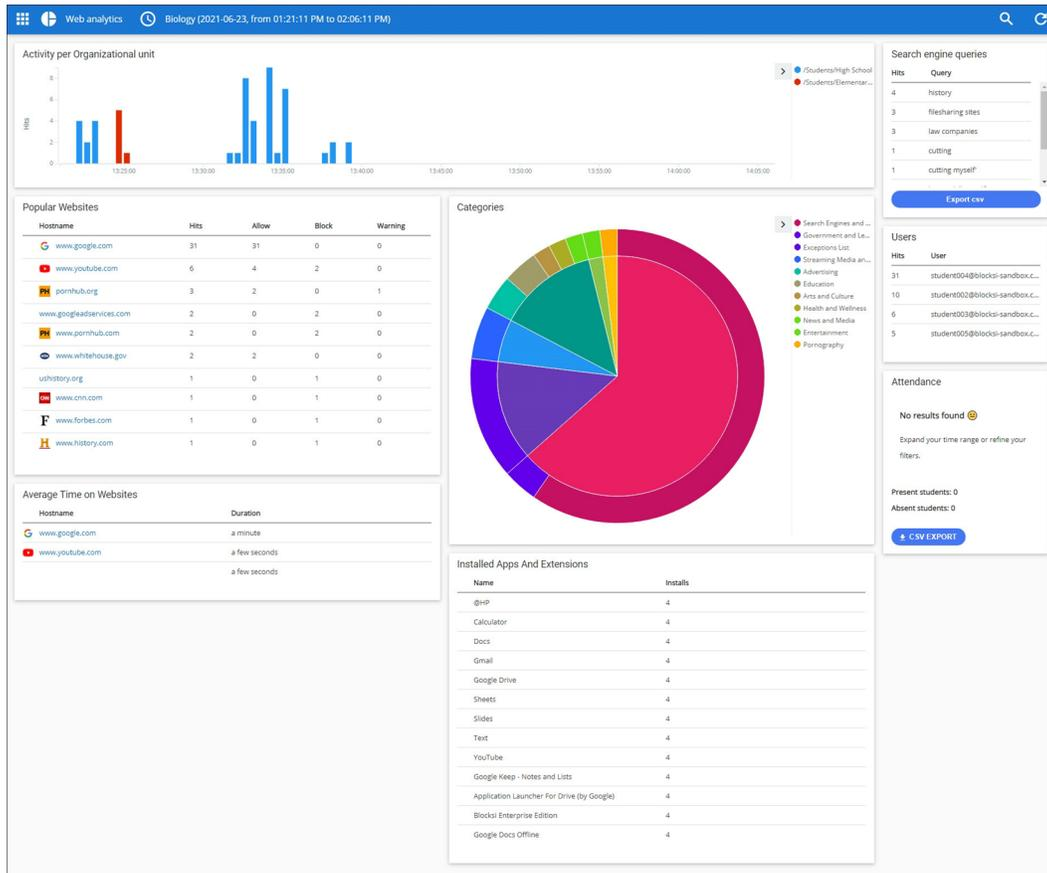 Web analytics Biology (2021-06-23, from 01:21:11 PM to 02:06:11 PM)
Activity per Organizational unit
Hits
8
6
4
2
0
13:25:00 13:30:00 13:35:00 13:40:00 13:45:00 13:50:00 13:55:00 14:00:00 14:05:00
/Students/High School
/Students/Elementar...
Search engine queries
Hits Query
4 history
3 filesharing sites
3 law companies
1 cutting
1 cutting myself'
Export csv
Popular Websites
Hostname Hits Allow Block Warning
www.google.com 31 31 0 0
www.youtube.com 6 4 2 0
PH pornhub.org 3 2 0 1
www.googleadservices.com 2 0 2 0
PH www.pornhub.com 2 0 2 0
www.whitehouse.gov 2 2 0 0
ushistory.org 1 0 1 0
CNN www.cnn.com 1 0 1 0
F www.forbes.com 1 0 1 0
H www.history.com 1 0 1 0
Categories
Search Engines and ...
Government and Le...
Exceptions List
Streaming Media an...
Advertising
Education
Arts and Culture
Health and Wellness
News and Media
Entertainment
Pornography
Users
Hits User
31 student004@blocksi-sandbox.c...
10 student002@blocksi-sandbox.c...
6 student003@blocksi-sandbox.c...
5 student005@blocksi-sandbox.c...
Attendance
No results found
Expand your time range or refine your
filters.
Present students: 0
Absent students: 0
CSV EXPORT
Average Time on Websites
Hostname Duration
www.google.com a minute
www.youtube.com a few seconds
a few seconds
Installed Apps And Extensions
Name Installs
@HP 4
Calculator 4
Docs 4
Gmail 4
Google Drive 4
Sheets 4
Slides 4
Text 4
YouTube 4
Google Keep - Notes and Lists 4
Application Launcher For Drive (by Google) 4
Blocksi Enterprise Edition 4
Google Docs Offline 4